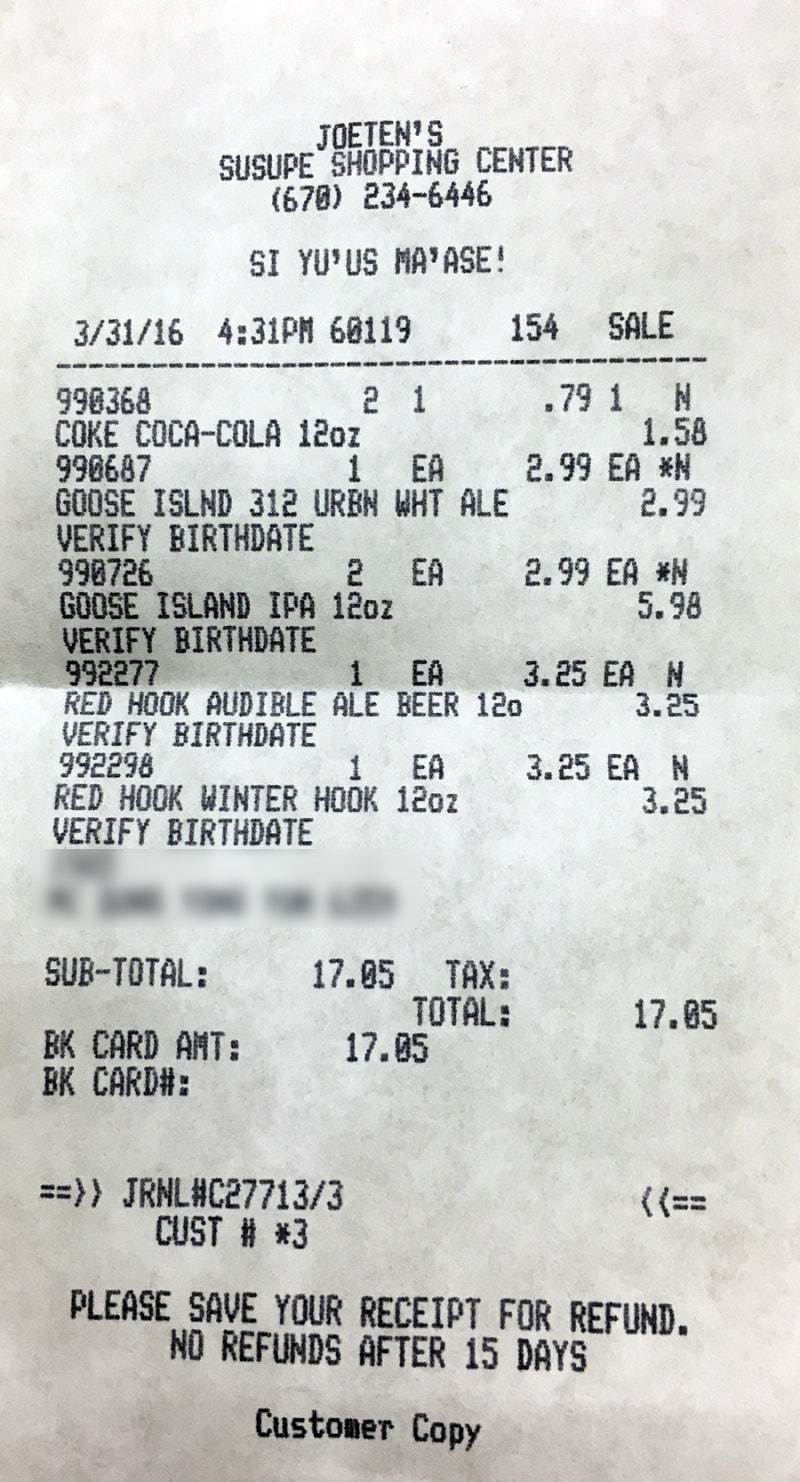 JOETEN'S
SUSUPE SHOPPING CENTER
(670) 234-6446
SI YU'US MA'ASE!
3/31/16 4:31PM 60119 154 SALE
990368 2 1 .79 1 N
COKE COCA-COLA 12oz 1.58
990687 1 EA 2.99 EA *N
GOOSE ISLND 312 URBN WHT ALE 2.99
VERIFY BIRTHDATE
990726 2 EA 2.99 EA *N
GOOSE ISLAND IPA 12oz 5.98
VERIFY BIRTHDATE
992277 1 EA 3.25 EA N
RED HOOK AUDIBLE ALE BEER 12o 3.25
VERIFY BIRTHDATE
992298 1 EA 3.25 EA N
RED HOOK WINTER HOOK 12oz 3.25
VERIFY BIRTHDATE
SUB-TOTAL: 17.05 TAX:
TOTAL: 17.05
BK CARD AMT: 17.05
BK CARD#:
==>> JRNL#C27713/3 <<==
CUST # *3
PLEASE SAVE YOUR RECEIPT FOR REFUND.
NO REFUNDS AFTER 15 DAYS
Customer Copy